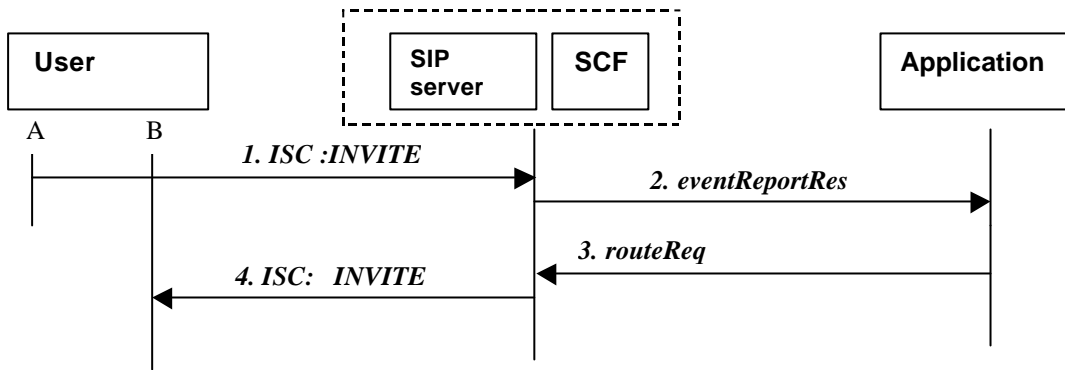 User
SIP
server
SCF
Application
A
B
1. ISC :INVITE
2. eventReportRes
3. routeReq
4. ISC: INVITE